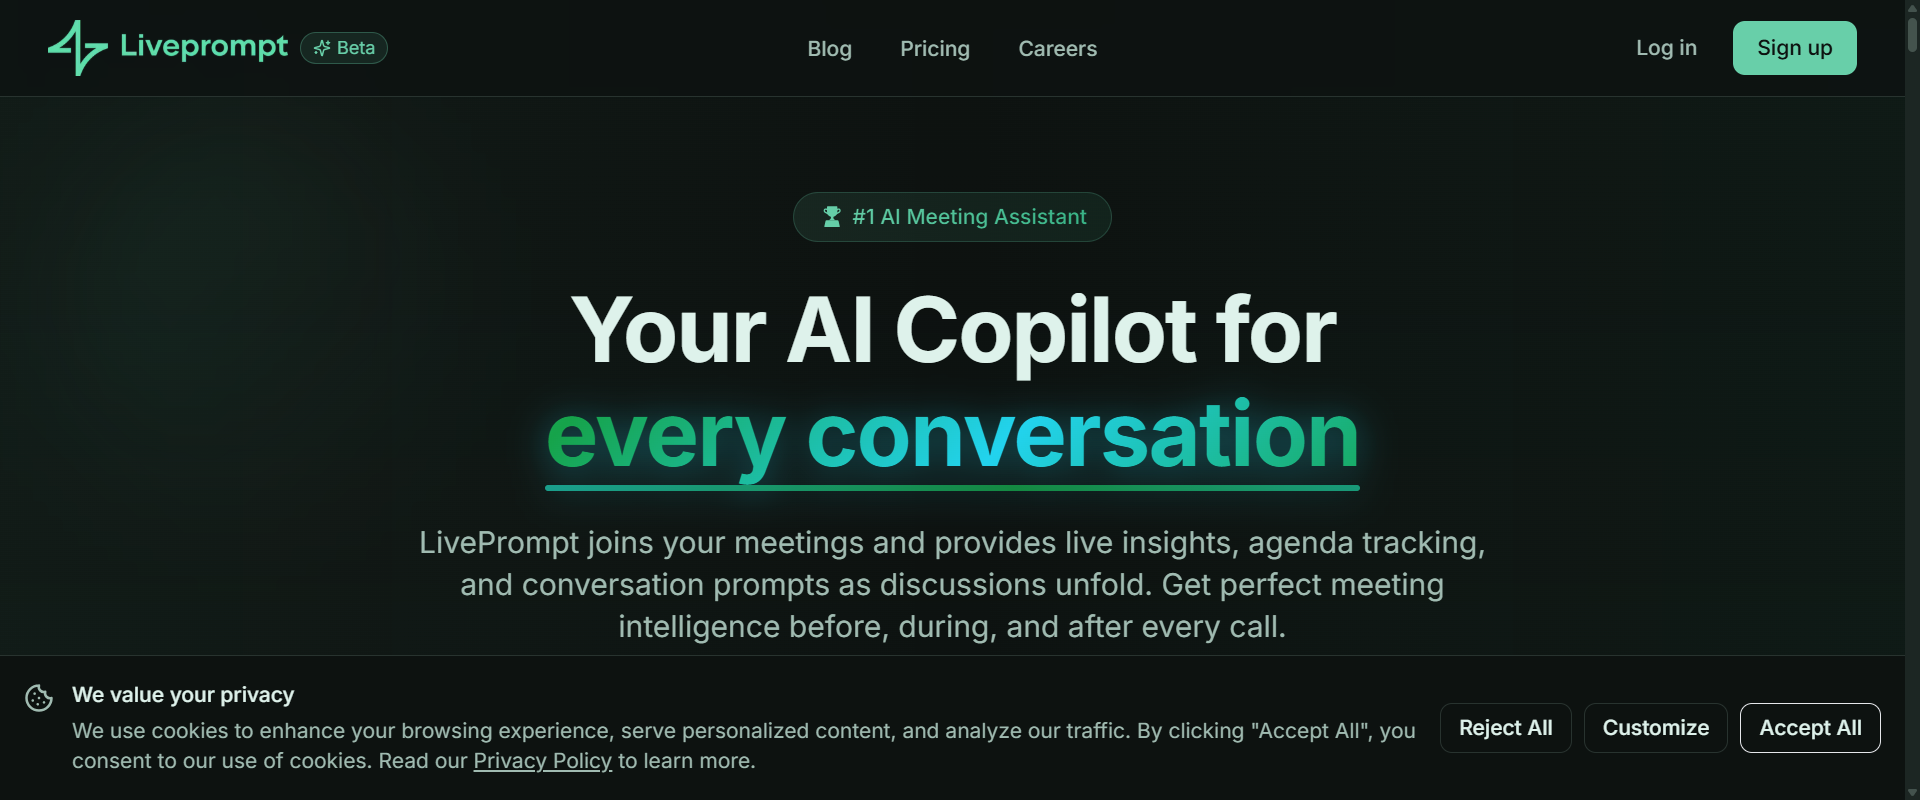 Liveprompt Beta Blog Pricing Careers Log in Sign up
#1 AI Meeting Assistant
Your AI Copilot for
every conversation
LivePrompt joins your meetings and provides live insights, agenda tracking,
and conversation prompts as discussions unfold. Get perfect meeting
intelligence before, during, and after every call.
We value your privacy
We use cookies to enhance your browsing experience, serve personalized content, and analyze our traffic. By clicking "Accept All", you
consent to our use of cookies. Read our Privacy Policy to learn more.
Reject All Customize Accept All